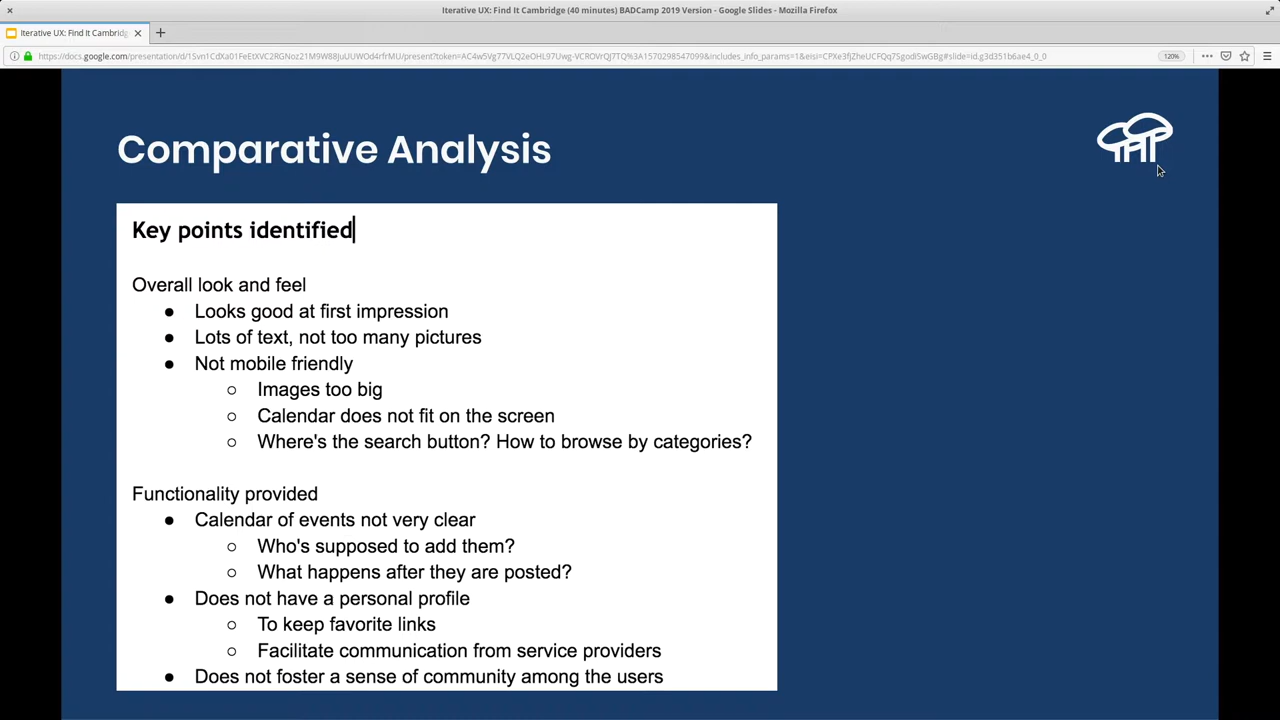 Iterative UX: Find It Cambridge (40 minutes) BADCamp 2019 Version - Google Slides - Mozilla Firefox
Iterative UX: Find It Cambridg
120%
Comparative Analysis
Key points identified
Overall look and feel
● Looks good at first impression
● Lots of text, not too many pictures
● Not mobile friendly
○ Images too big
○ Calendar does not fit on the screen
○ Where's the search button? How to browse by categories?
Functionality provided
● Calendar of events not very clear
○ Who's supposed to add them?
○ What happens after they are posted?
● Does not have a personal profile
○ To keep favorite links
○ Facilitate communication from service providers
● Does not foster a sense of community among the users